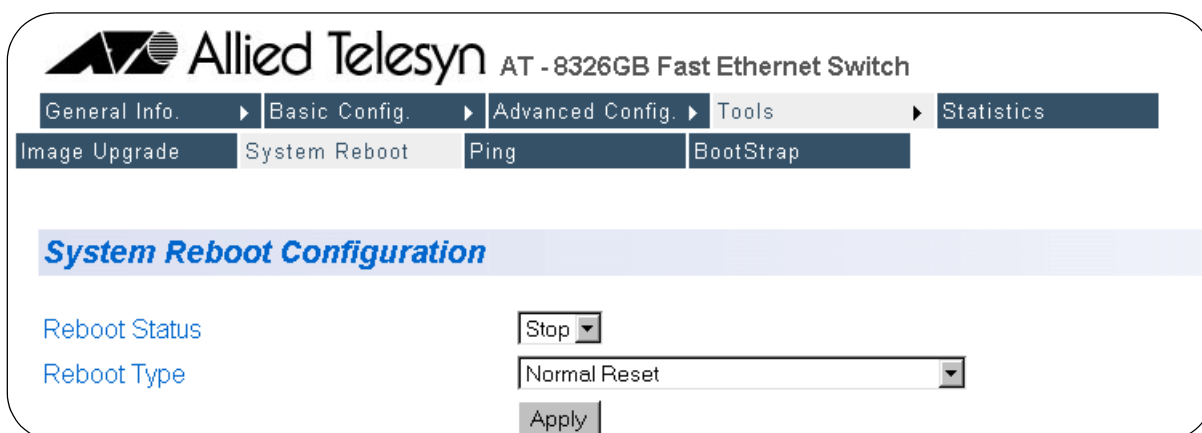 Allied Telesyn AT - 8326GB Fast Ethernet Switch
General Info. Basic Config. Advanced Config. Tools Statistics
Image Upgrade System Reboot Ping BootStrap
System Reboot Configuration
Reboot Status Stop
Reboot Type Normal Reset
Apply